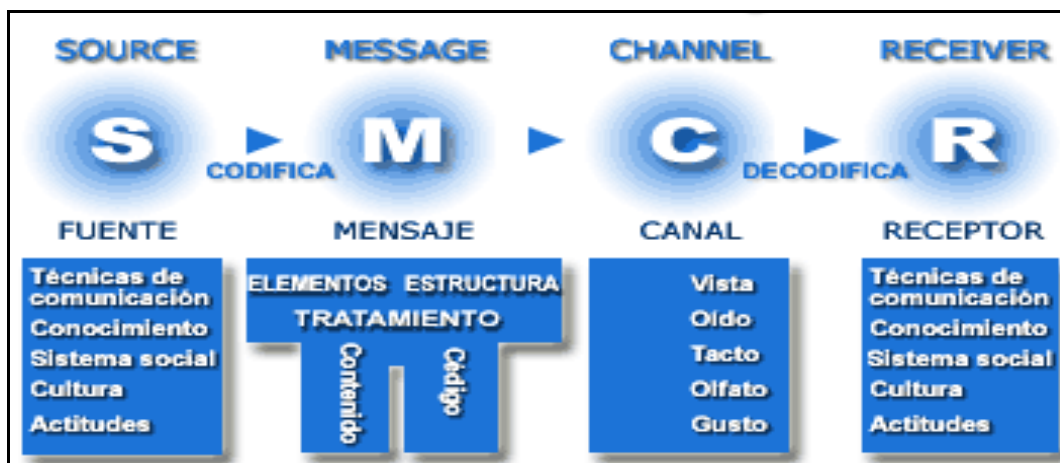 SOURCE MESSAGE CHANNEL RECEIVER
S M C R
CODIFICA DECODIFICA
FUENTE MENSAJE CANAL RECEPTOR
Técnicas de
comunicación
Conocimiento
Sistema social
Cultura
Actitudes
ELEMENTOS ESTRUCTURA
TRATAMIENTO
Contenido
Código
Vista
Oído
Tacto
Olfato
Gusto
Técnicas de
comunicación
Conocimiento
Sistema social
Cultura
Actitudes